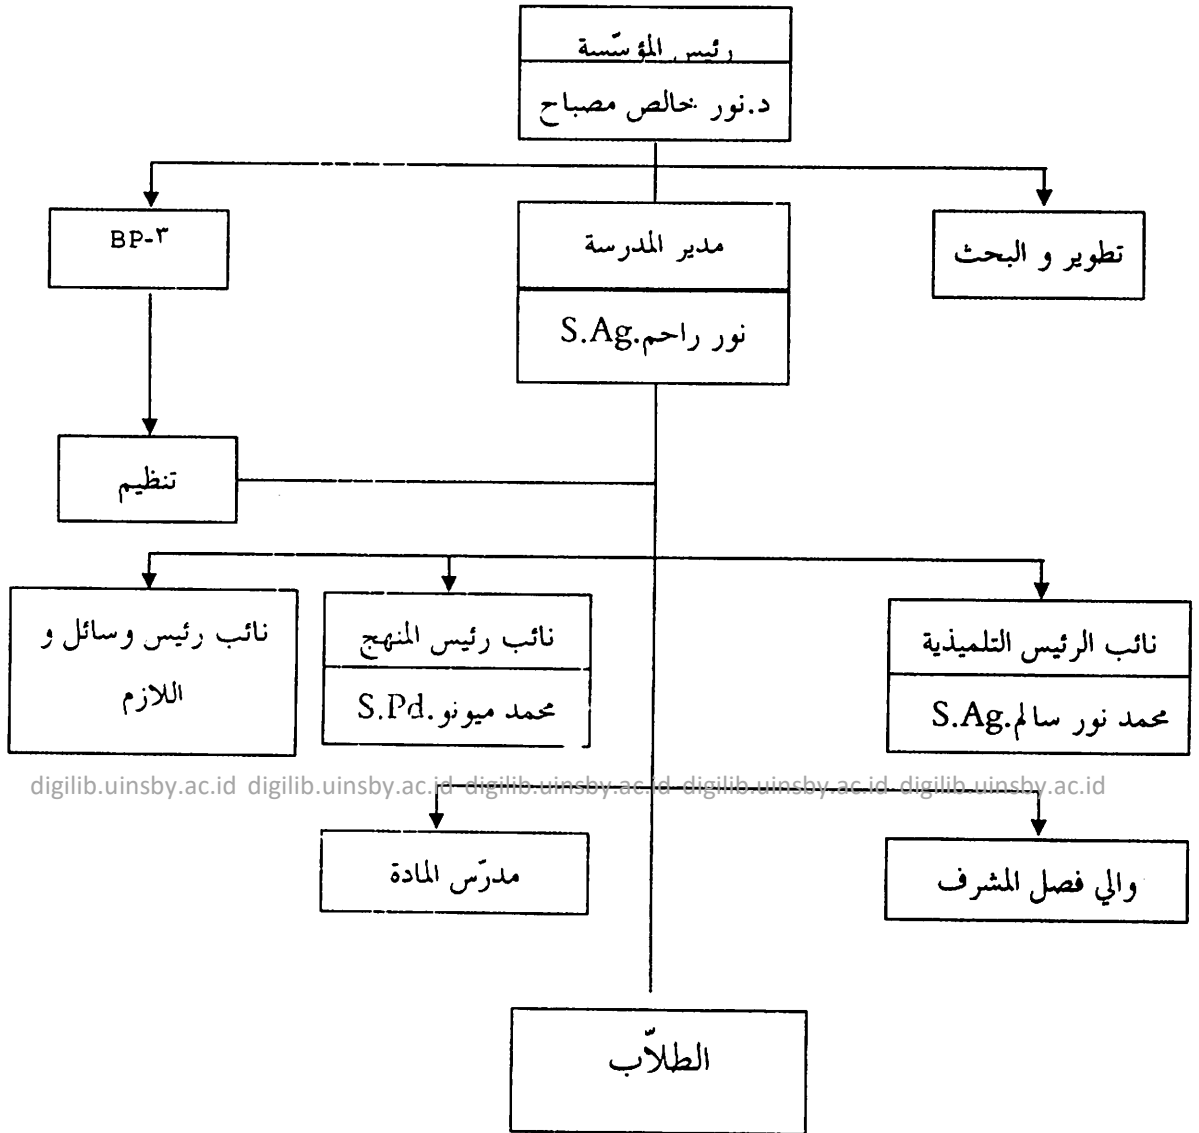 رئيس المؤسّسة
د.نور خالص مصباح
تطوير و البحث
مدير المدرسة
نور راحم.S.Ag
BP-٣
تنظيم
نائب الرئيس التلميذية
محمد نور سالم.S.Ag
نائب رئيس المنهج
محمد ميونو.S.Pd
نائب رئيس وسائل و
اللازم
digilib.uinsby.ac.id digilib.uinsby.ac.id digilib.uinsby.ac.id digilib.uinsby.ac.id digilib.uinsby.ac.id
والي فصل المشرف
مدرّس المادة
الطلاّب